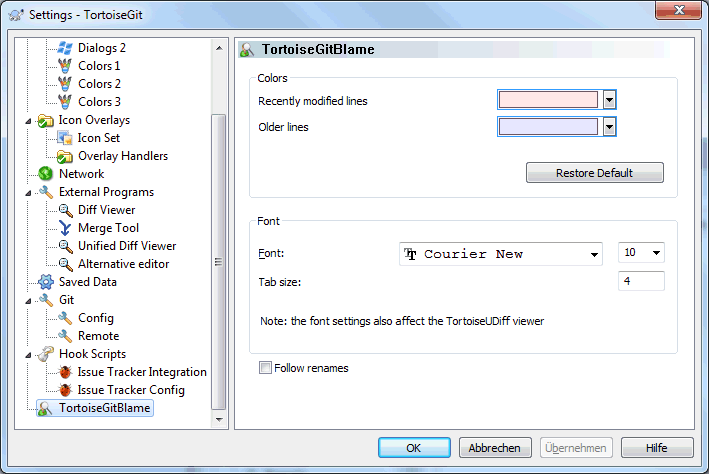 Settings - TortoiseGit
Dialogs 2
Colors 1
Colors 2
Colors 3
Icon Overlays
Icon Set
Overlay Handlers
Network
External Programs
Diff Viewer
Merge Tool
Unified Diff Viewer
Alternative editor
Saved Data
Git
Config
Remote
Hook Scripts
Issue Tracker Integration
Issue Tracker Config
TortoiseGitBlame
TortoiseGitBlame
Colors
Recently modified lines
Older lines
Restore Default
Font
Font: Courier New 10
Tab size: 4
Note: the font settings also affect the TortoiseUDiff viewer
Follow renames
OK Abbrechen Übernehmen Hilfe